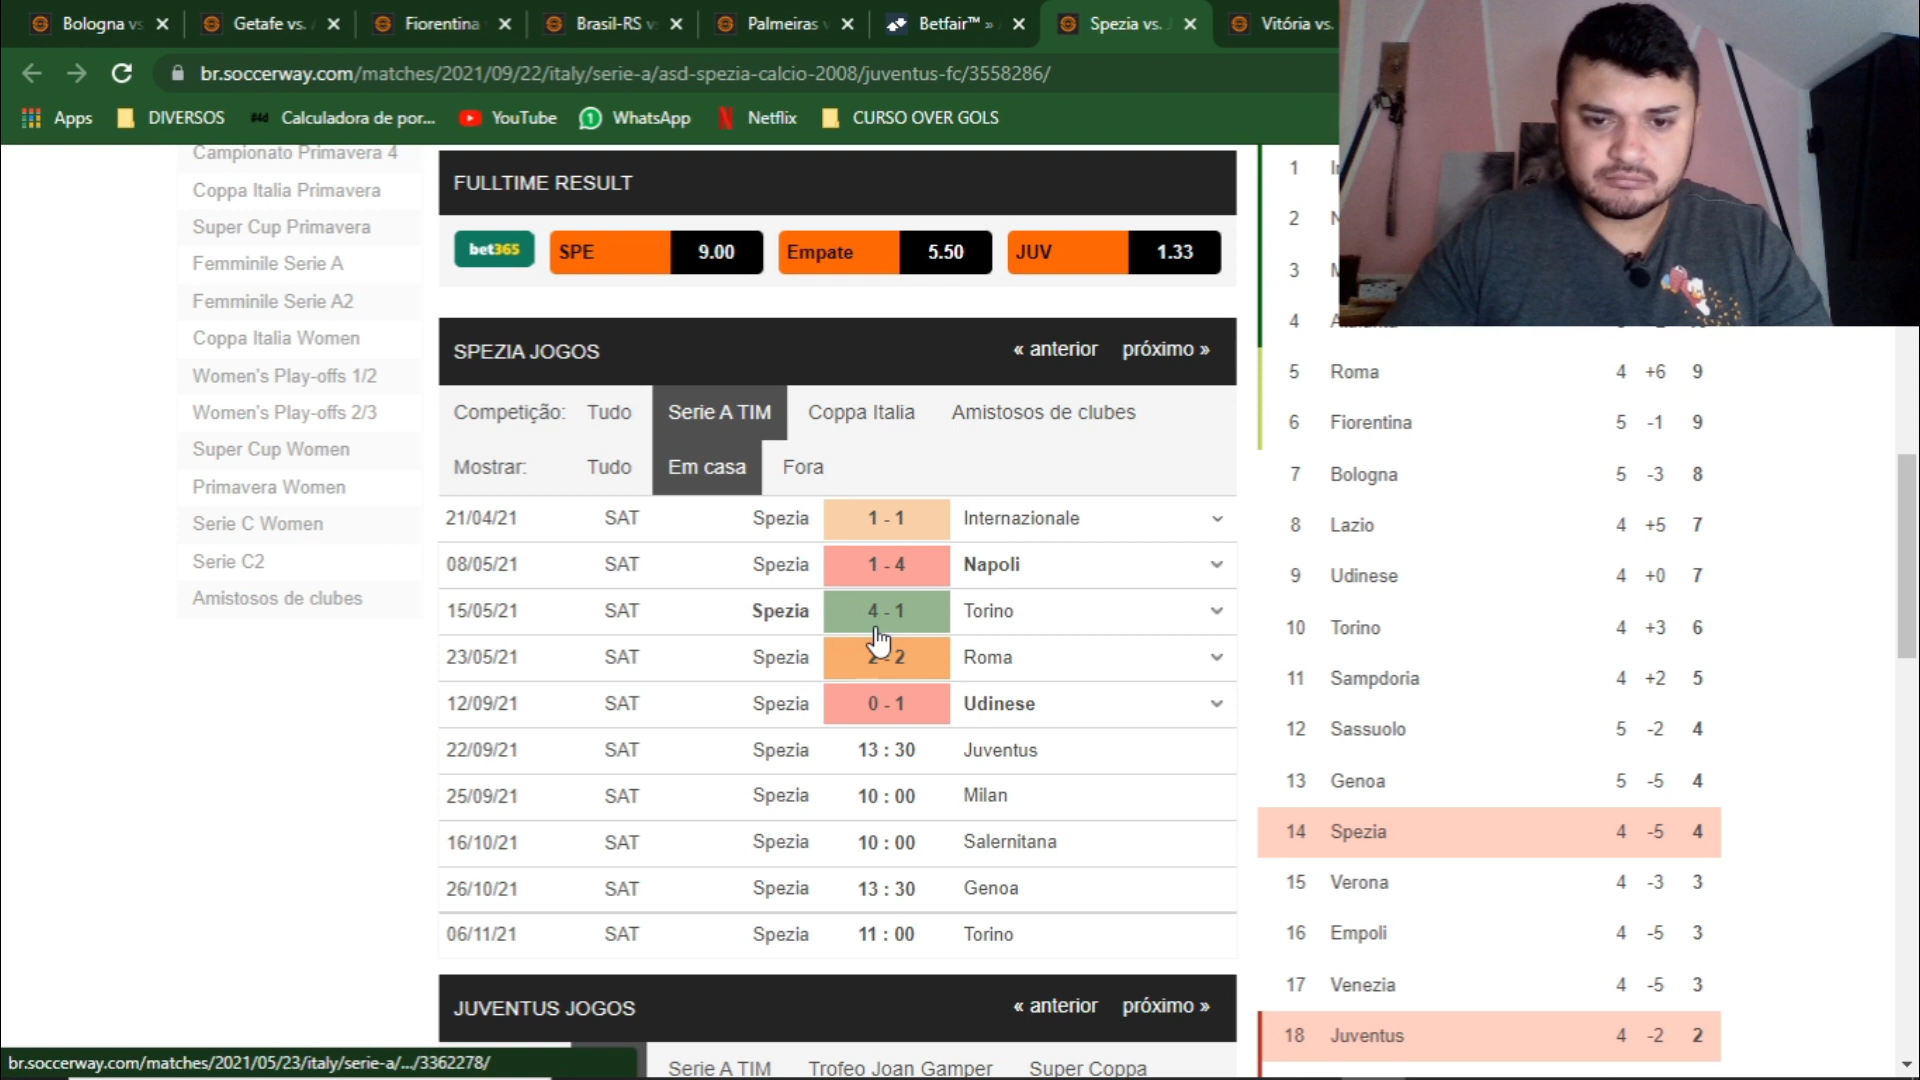 Bologna vs
Getafe vs.
Fiorentina
Brasil-RS v
Palmeiras v
Betfair™ »
Spezia vs. J
Vitória vs.
br.soccerway.com/matches/2021/09/22/italy/serie-a/asd-spezia-calcio-2008/juventus-fc/3558286/
Apps
DIVERSOS
Calculadora de por...
YouTube
WhatsApp
Netflix
CURSO OVER GOLS
Campionato Primavera 4
Coppa Italia Primavera
Super Cup Primavera
Femminile Serie A
Femminile Serie A2
Coppa Italia Women
Women's Play-offs 1/2
Women's Play-offs 2/3
Super Cup Women
Primavera Women
Serie C Women
Serie C2
Amistosos de clubes
FULLTIME RESULT
bet365 SPE 9.00 Empate 5.50 JUV 1.33
SPEZIA JOGOS « anterior próximo »
Competição: Tudo Serie A TIM Coppa Italia Amistosos de clubes
Mostrar: Tudo Em casa Fora
21/04/21 SAT Spezia 1 - 1 Internazionale
08/05/21 SAT Spezia 1 - 4 Napoli
15/05/21 SAT Spezia 4 - 1 Torino
23/05/21 SAT Spezia 2 - 2 Roma
12/09/21 SAT Spezia 0 - 1 Udinese
22/09/21 SAT Spezia 13 : 30 Juventus
25/09/21 SAT Spezia 10 : 00 Milan
16/10/21 SAT Spezia 10 : 00 Salernitana
26/10/21 SAT Spezia 13 : 30 Genoa
06/11/21 SAT Spezia 11 : 00 Torino
JUVENTUS JOGOS « anterior próximo »
Serie A TIM Trofeo Joan Gamper Super Coppa
1
2
3
4
5 Roma 4 +6 9
6 Fiorentina 5 -1 9
7 Bologna 5 -3 8
8 Lazio 4 +5 7
9 Udinese 4 +0 7
10 Torino 4 +3 6
11 Sampdoria 4 +2 5
12 Sassuolo 5 -2 4
13 Genoa 5 -5 4
14 Spezia 4 -5 4
15 Verona 4 -3 3
16 Empoli 4 -5 3
17 Venezia 4 -5 3
18 Juventus 4 -2 2
br.soccerway.com/matches/2021/05/23/italy/serie-a/.../3362278/